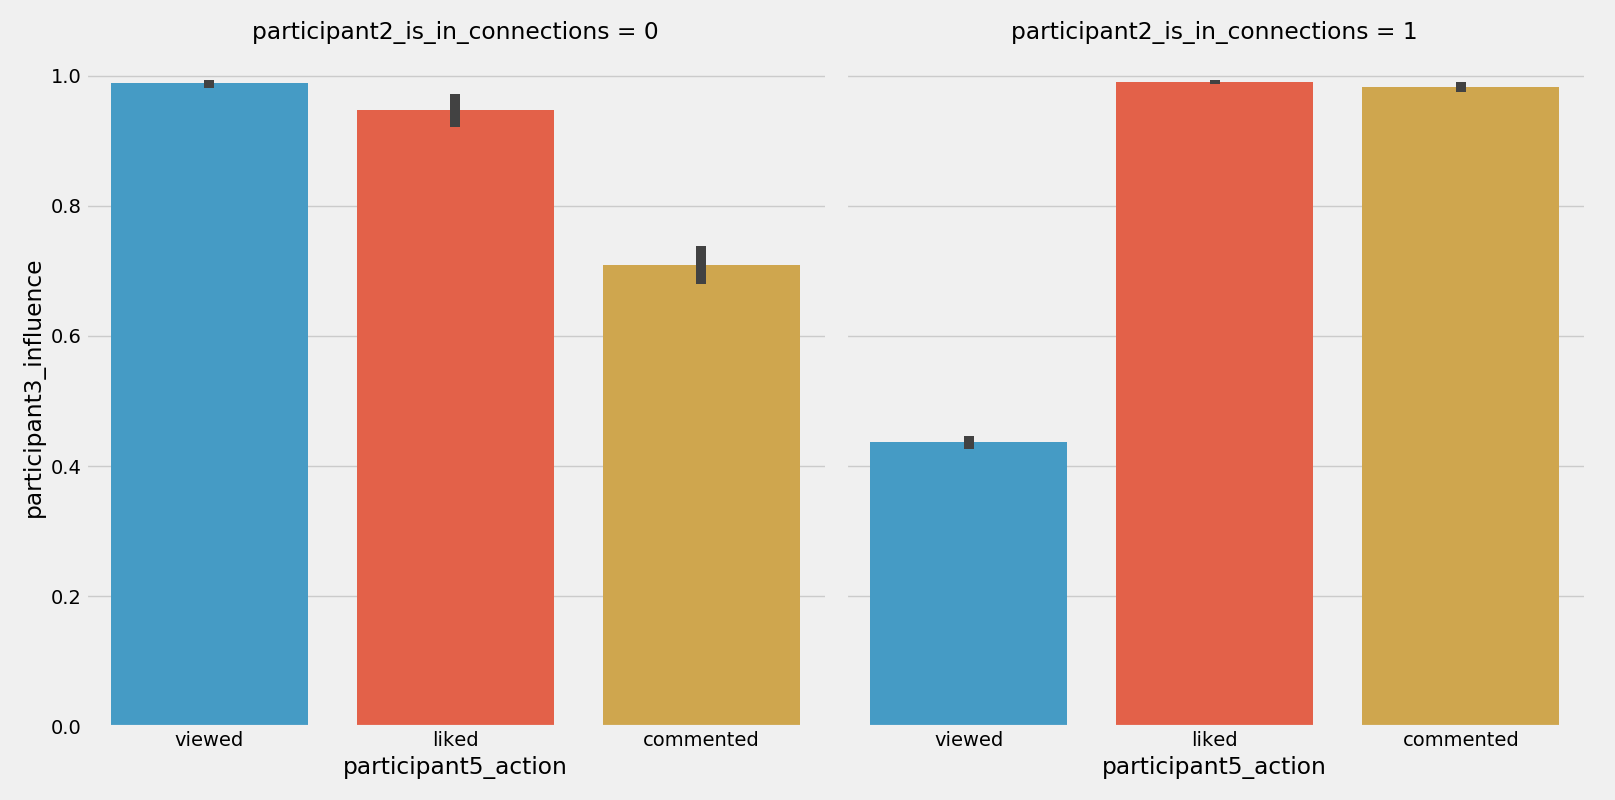 participant2_is_in_connections = 0
participant2_is_in_connections = 1
participant3_influence
1.0
0.8
0.6
0.4
0.2
0.0
viewed liked commented
viewed liked commented
participant5_action
participant5_action